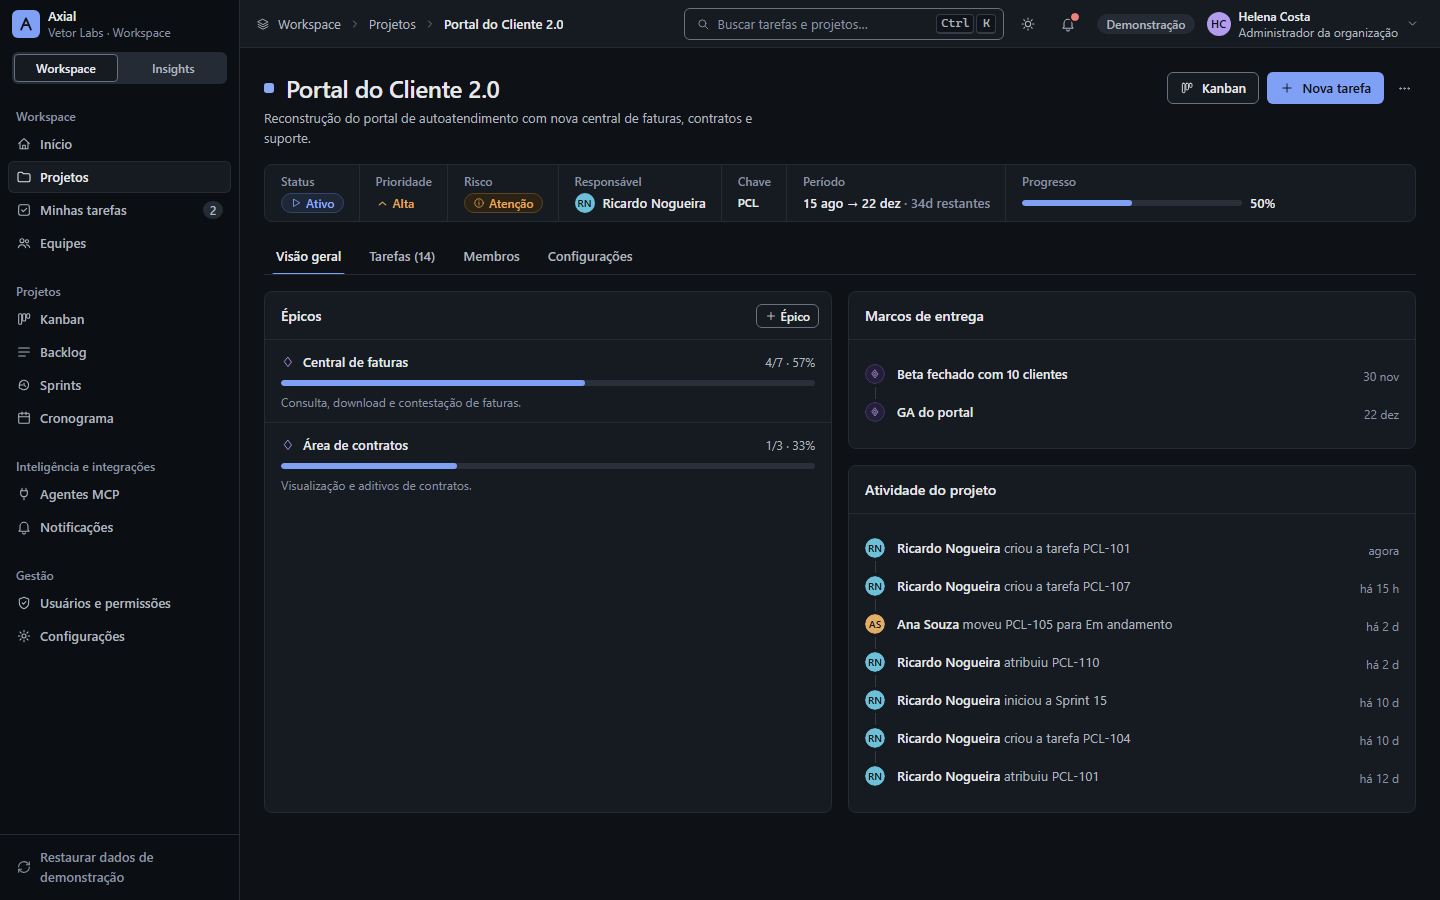 Axial
Vetor Labs · Workspace
Workspace
Insights
Workspace
Início
Projetos
Minhas tarefas
2
Equipes
Projetos
Kanban
Backlog
Sprints
Cronograma
Inteligência e integrações
Agentes MCP
Notificações
Gestão
Usuários e permissões
Configurações
Restaurar dados de
demonstração
Workspace
Projetos
Portal do Cliente 2.0
Buscar tarefas e projetos...
Ctrl
K
Demonstração
HC
Helena Costa
Administrador da organização
Portal do Cliente 2.0
Reconstrução do portal de autoatendimento com nova central de faturas, contratos e
suporte.
Kanban
Nova tarefa
Status
Ativo
Prioridade
Alta
Risco
Atenção
Responsável
RN
Ricardo Nogueira
Chave
PCL
Período
15 ago → 22 dez · 34d restantes
Progresso
50%
Visão geral
Tarefas (14)
Membros
Configurações
Épicos
+ Épico
Central de faturas
4/7 · 57%
Consulta, download e contestação de faturas.
Área de contratos
1/3 · 33%
Visualização e aditivos de contratos.
Marcos de entrega
Beta fechado com 10 clientes
30 nov
GA do portal
22 dez
Atividade do projeto
RN
Ricardo Nogueira criou a tarefa PCL-101
agora
RN
Ricardo Nogueira criou a tarefa PCL-107
há 15 h
AS
Ana Souza moveu PCL-105 para Em andamento
há 2 d
RN
Ricardo Nogueira atribuiu PCL-110
há 2 d
RN
Ricardo Nogueira iniciou a Sprint 15
há 10 d
RN
Ricardo Nogueira criou a tarefa PCL-104
há 10 d
RN
Ricardo Nogueira atribuiu PCL-101
há 12 d